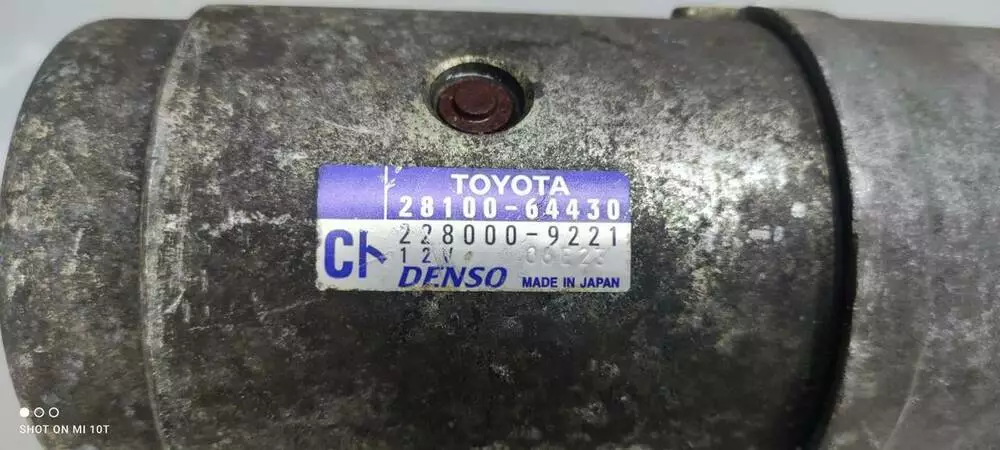 TOYOTA
28100-64430
228000-9221
12V
DENSO MADE IN JAPAN
SHOT ON MI 10T